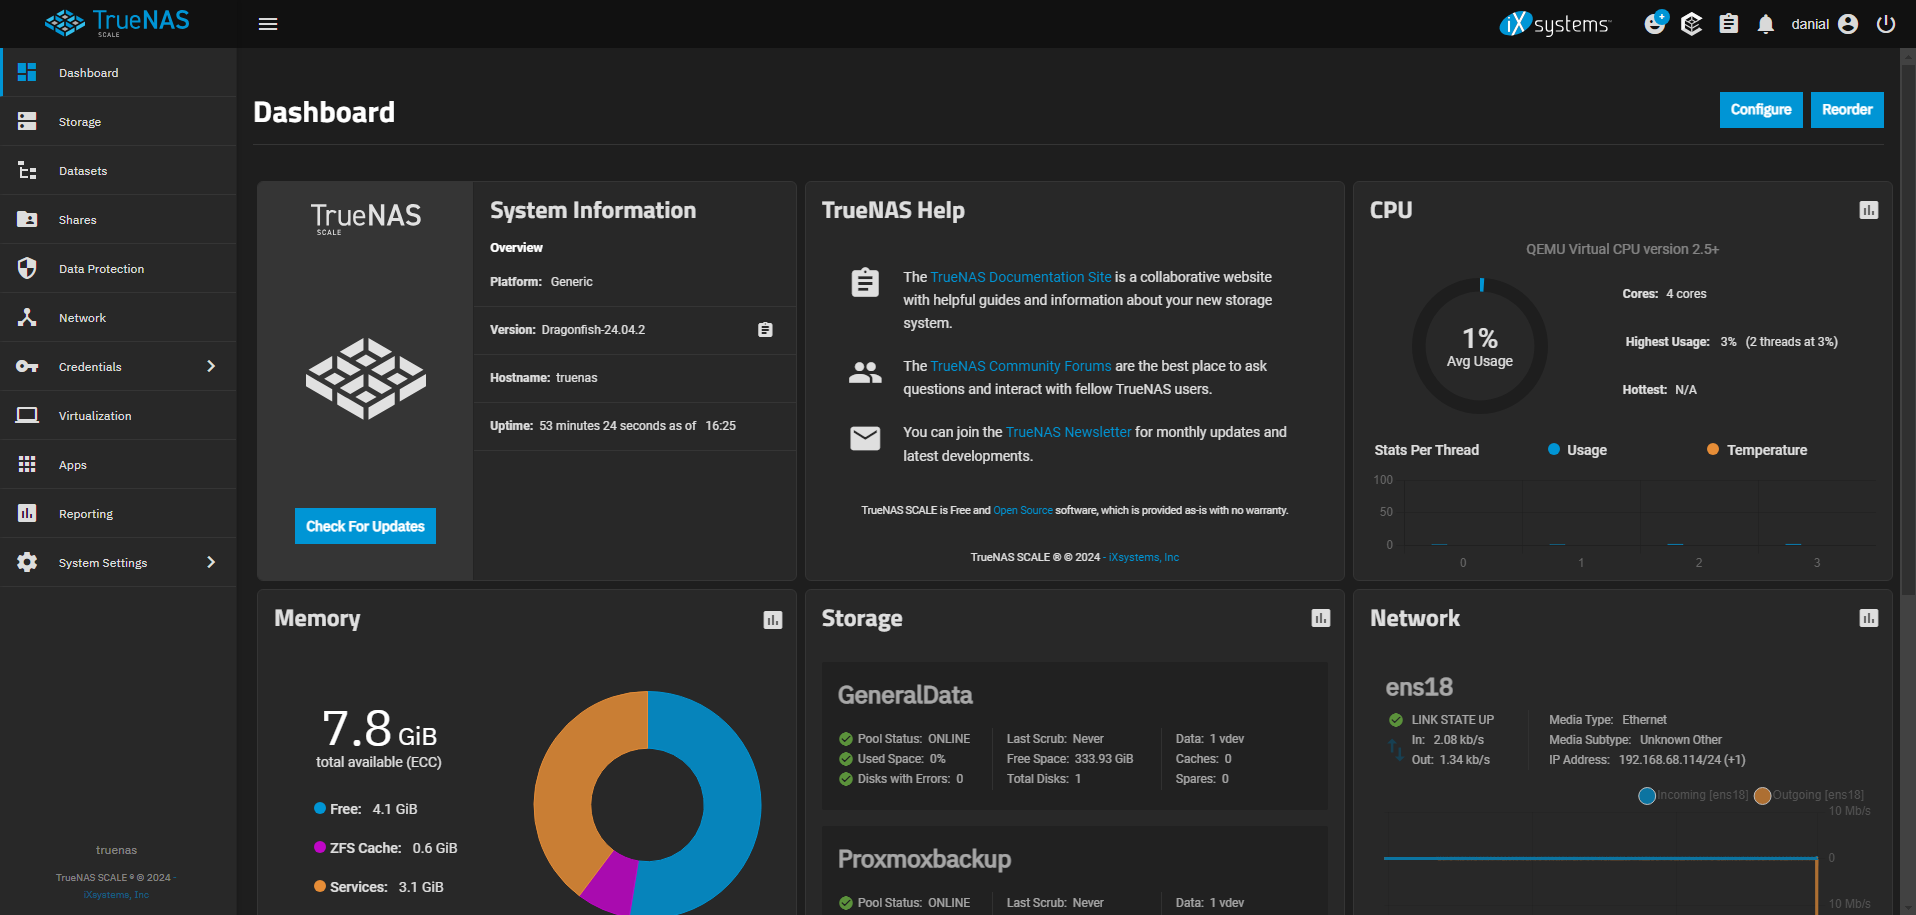 TrueNAS
SCALE
iXsystems™
danial
Dashboard
Storage
Datasets
Shares
Data Protection
Network
Credentials
Virtualization
Apps
Reporting
System Settings
truenas
TrueNAS SCALE ® © 2024 -
iXsystems, Inc
Dashboard
Configure
Reorder
TrueNAS
SCALE
Check For Updates
System Information
Overview
Platform: Generic
Version: Dragonfish-24.04.2
Hostname: truenas
Uptime: 53 minutes 24 seconds as of 16:25
TrueNAS Help
The TrueNAS Documentation Site is a collaborative website
with helpful guides and information about your new storage
system.
The TrueNAS Community Forums are the best place to ask
questions and interact with fellow TrueNAS users.
You can join the TrueNAS Newsletter for monthly updates and
latest developments.
TrueNAS SCALE is Free and Open Source software, which is provided as-is with no warranty.
TrueNAS SCALE ® © 2024 - iXsystems, Inc
CPU
QEMU Virtual CPU version 2.5+
1%
Avg Usage
Cores: 4 cores
Highest Usage: 3% (2 threads at 3%)
Hottest: N/A
Stats Per Thread
Usage
Temperature
100
50
0
0 1 2 3
Memory
7.8 GiB
total available (ECC)
Free: 4.1 GiB
ZFS Cache: 0.6 GiB
Services: 3.1 GiB
Storage
GeneralData
Pool Status: ONLINE
Used Space: 0%
Disks with Errors: 0
Last Scrub: Never
Free Space: 333.93 GiB
Total Disks: 1
Data: 1 vdev
Caches: 0
Spares: 0
Proxmoxbackup
Pool Status: ONLINE
Last Scrub: Never
Data: 1 vdev
Network
ens18
LINK STATE UP
In: 2.08 kb/s
Out: 1.34 kb/s
Media Type: Ethernet
Media Subtype: Unknown Other
IP Address: 192.168.68.114/24 (+1)
Incoming [ens18]
Outgoing [ens18]
10 Mb/s
0
10 Mb/s